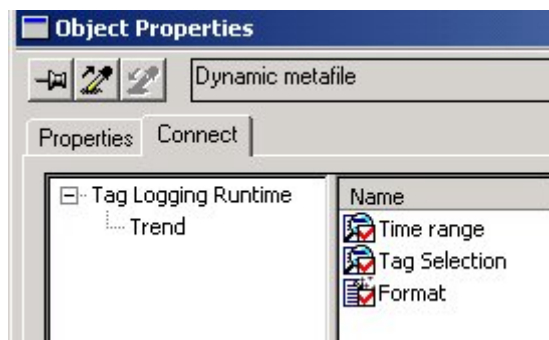 Object Properties
Dynamic metafile
Properties Connect
Tag Logging Runtime
Trend
Name
Time range
Tag Selection
Format